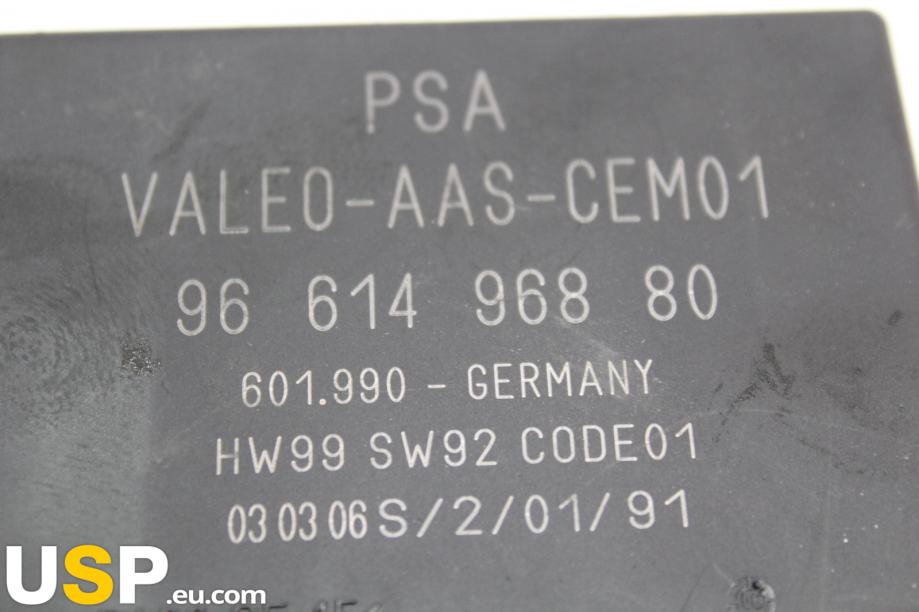 PSA
VALEO-AAS-CEM01
96 614 968 80
601.990 - GERMANY
HW99 SW92 CODE01
03 03 06 S/2/01/91
USP.eu.com